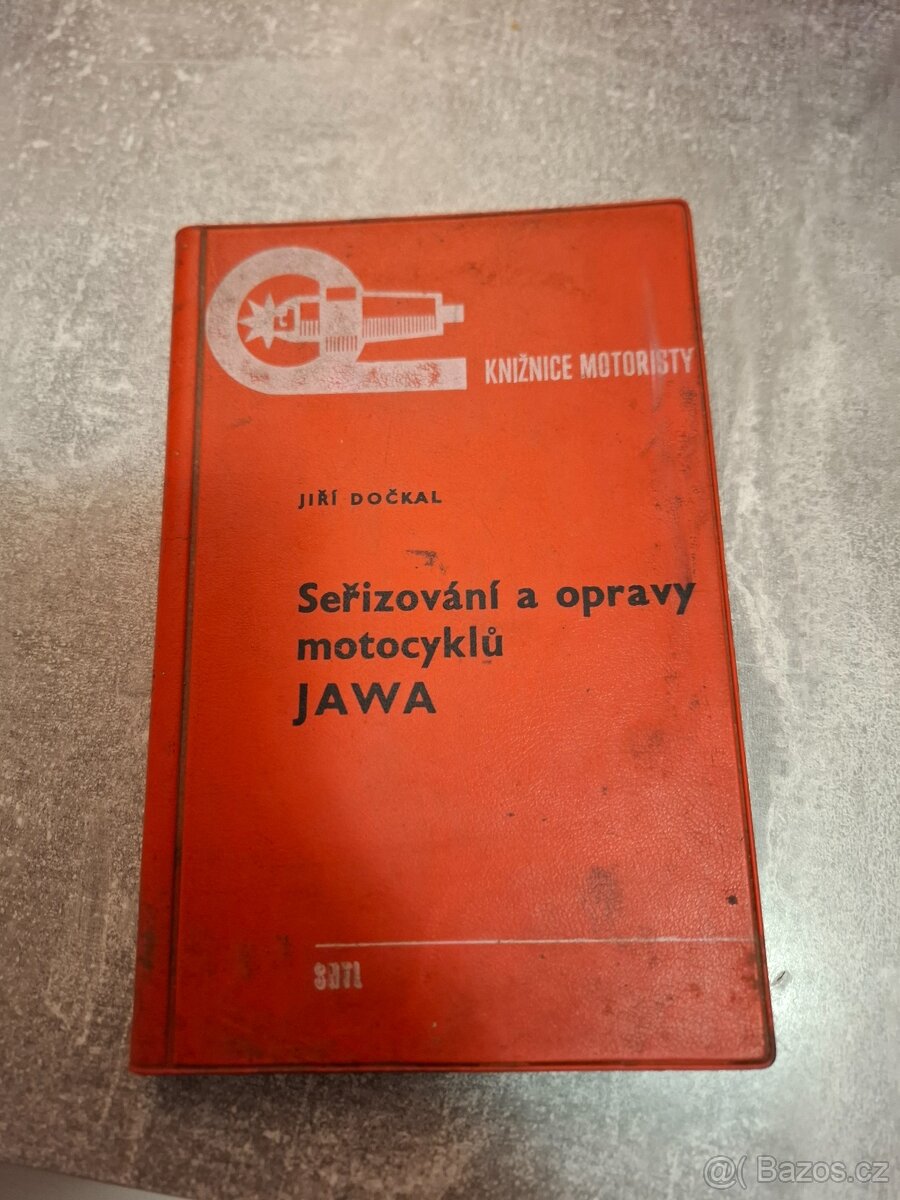 KNIŽNICE MOTORISTY
JIŘÍ DOČKAL
Seřizování a opravy
motocyklů
JAWA
SNTL
@( Bazos.cz